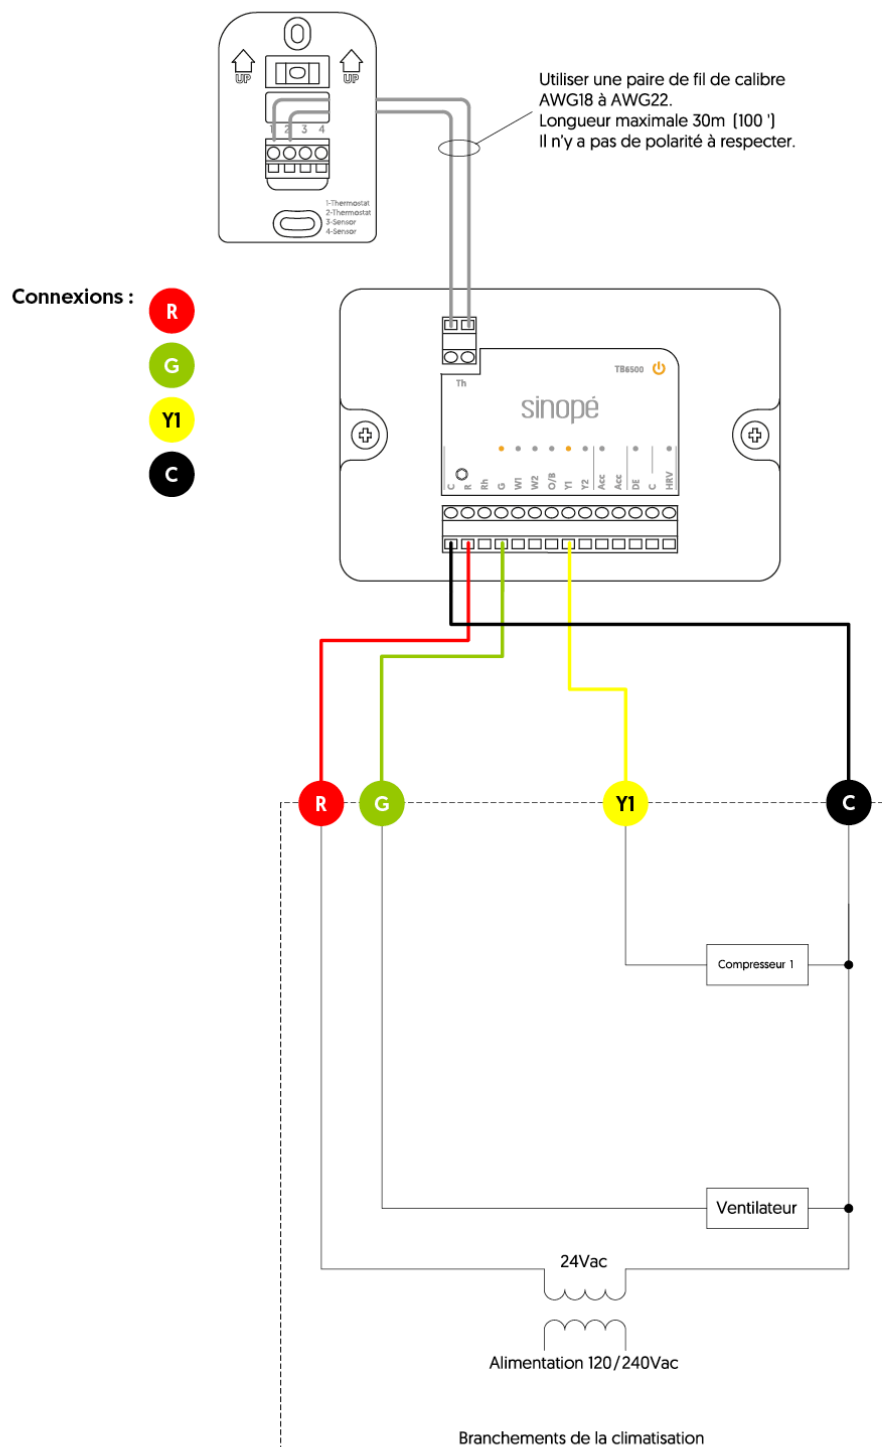 UP
UP
1 2 3 4
1-Thermostat
2-Thermostat
3-Sensor
4-Sensor
Utiliser une paire de fil de calibre
AWG18 à AWG22.
Longueur maximale 30m (100 ')
Il n'y a pas de polarité à respecter.
Connexions :
R
G
Y1
C
Th
TB6500
sinopé
C
R
Rh
G
W1
W2
O/B
Y1
Y2
Acc
Acc
DE
C
HRV
R
G
Y1
C
Compresseur 1
Ventilateur
24Vac
Alimentation 120/240Vac
Branchements de la climatisation